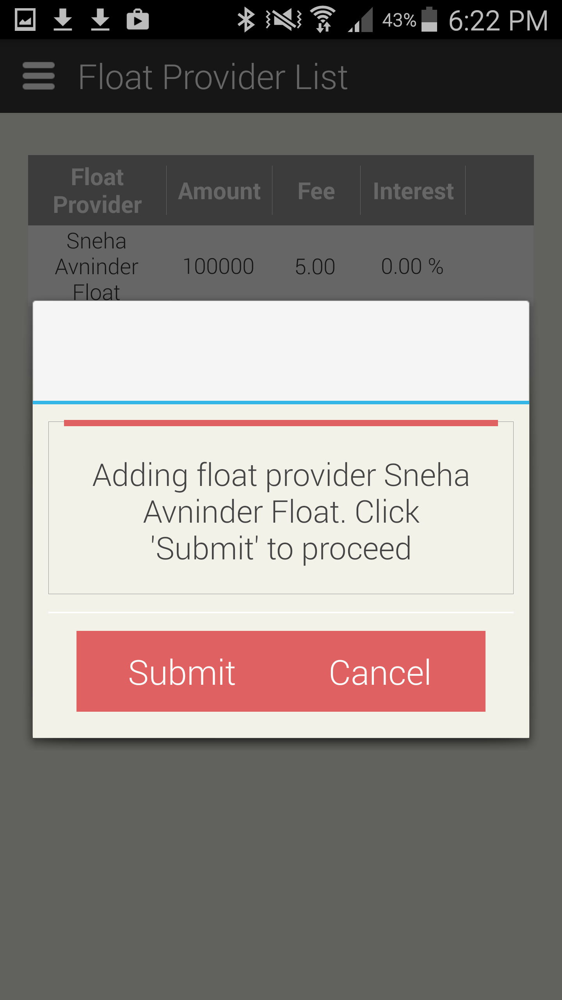 43% 6:22 PM
Float Provider List
Float
Provider
Amount
Fee
Interest
Sneha
Avninder
Float
100000
5.00
0.00 %
Adding float provider Sneha
Avninder Float. Click
'Submit' to proceed
Submit
Cancel